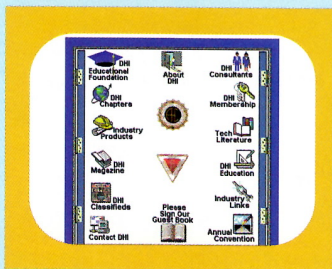 DHI
Educational
Foundation
About
DHI
DHI
Consultants
DHI
Chapters
DHI
Membership
Industry
Products
Tech
Literature
DHI
Magazine
DHI
Education
DHI
Classifieds
Industry
Links
Please
Sign Our
Guest Book
Contact DHI
Annual
Convention